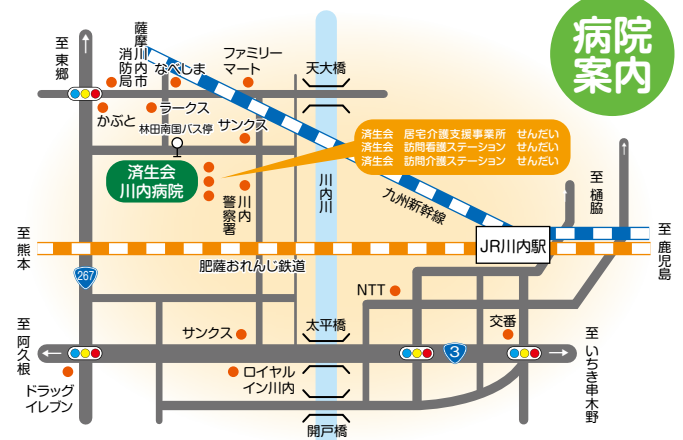 病院
案内
至東郷
薩摩川内市
消防局
なべしま
ファミリー
マート
天大橋
かぶと
ラークス
林田南国バス停
サンクス
済生会　居宅介護支援事業所　せんだい
済生会　訪問看護ステーション　せんだい
済生会　訪問介護ステーション　せんだい
済生会
川内病院
川内
警察署
川内川
九州新幹線
至樋脇
至熊本
JR川内駅
至鹿児島
肥薩おれんじ鉄道
267
NTT
至阿久根
サンクス
太平橋
3
交番
至いちき串木野
ドラッグ
イレブン
ロイヤル
イン川内
開戸橋